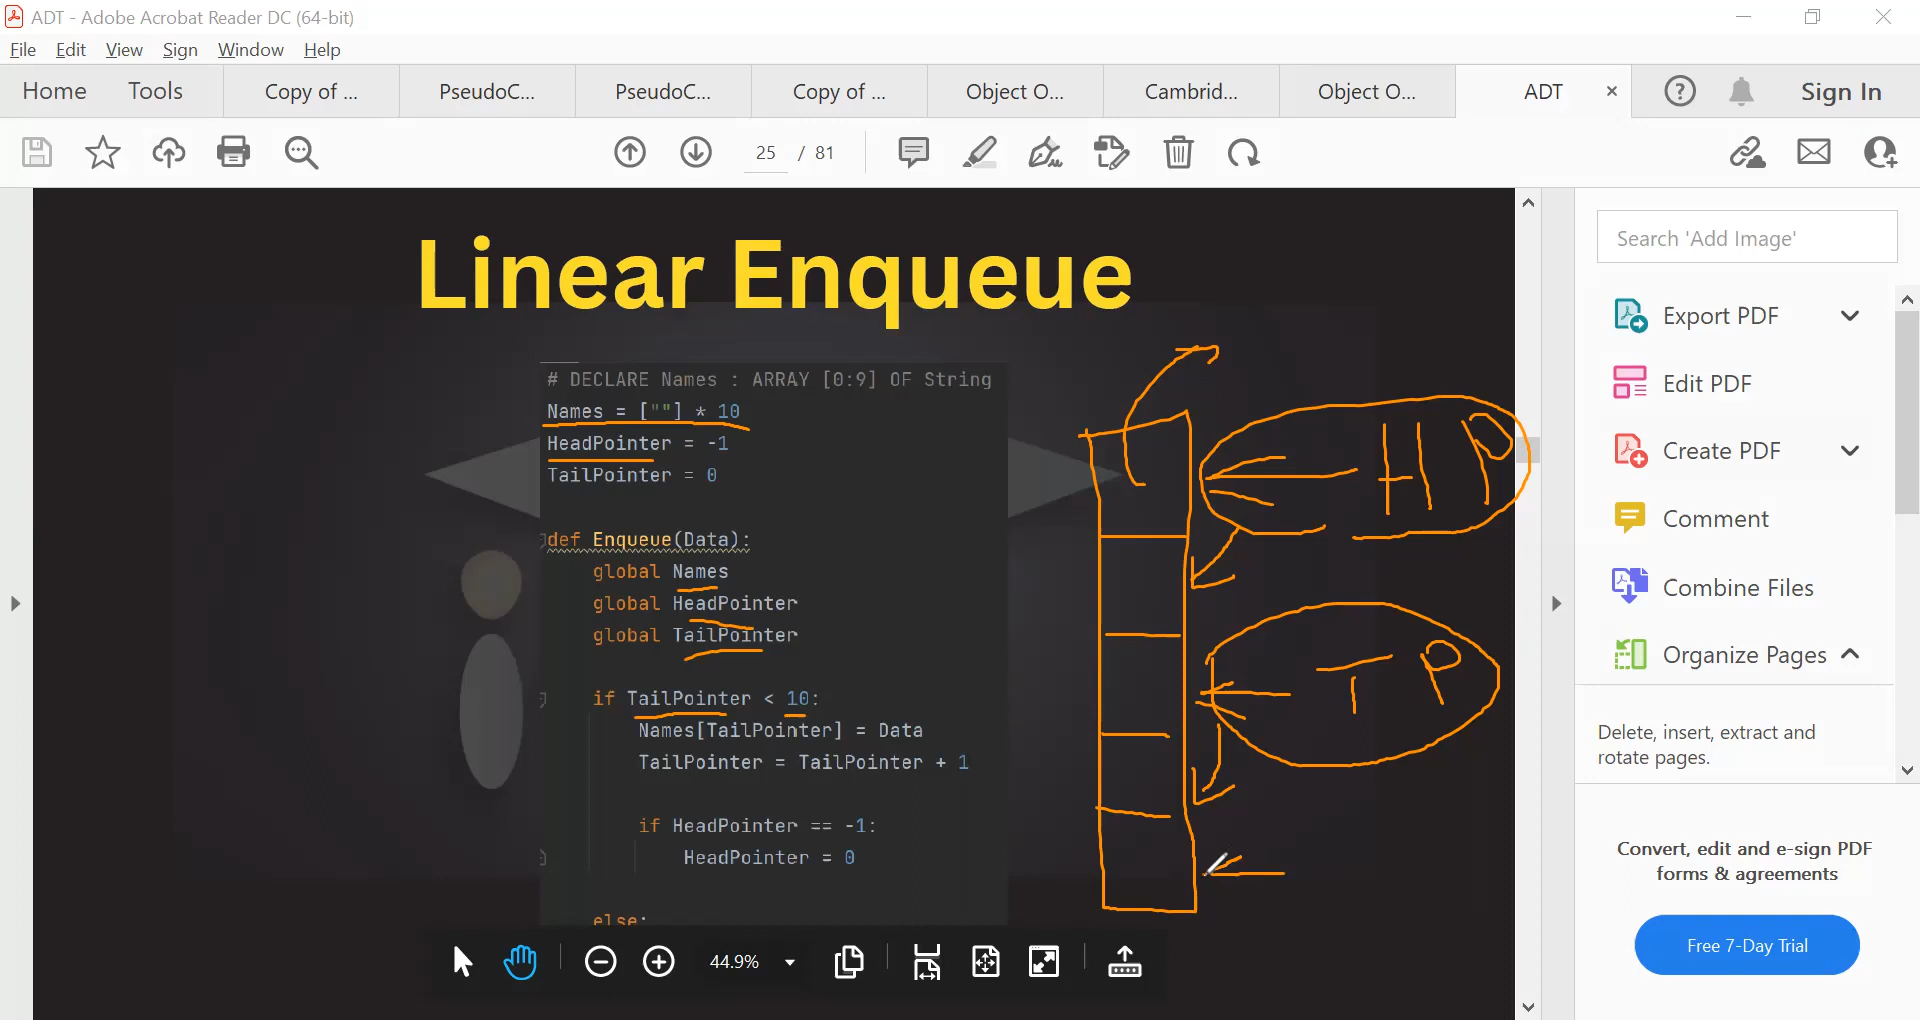 ADT - Adobe Acrobat Reader DC (64-bit)
File Edit View Sign Window Help
Home Tools Copy of ... PseudoC... PseudoC... Copy of ... Object O... Cambrid... Object O... ADT × Sign In
25 / 81
Linear Enqueue
# DECLARE Names : ARRAY [0:9] OF String
Names = [""] * 10
HeadPointer = -1
TailPointer = 0
def Enqueue(Data):
global Names
global HeadPointer
global TailPointer
if TailPointer < 10:
Names[TailPointer] = Data
TailPointer = TailPointer + 1
if HeadPointer == -1:
HeadPointer = 0
else:
HP
TP
44.9%
Search 'Add Image'
Export PDF
Edit PDF
Create PDF
Comment
Combine Files
Organize Pages
Delete, insert, extract and
rotate pages.
Convert, edit and e-sign PDF
forms & agreements
Free 7-Day Trial